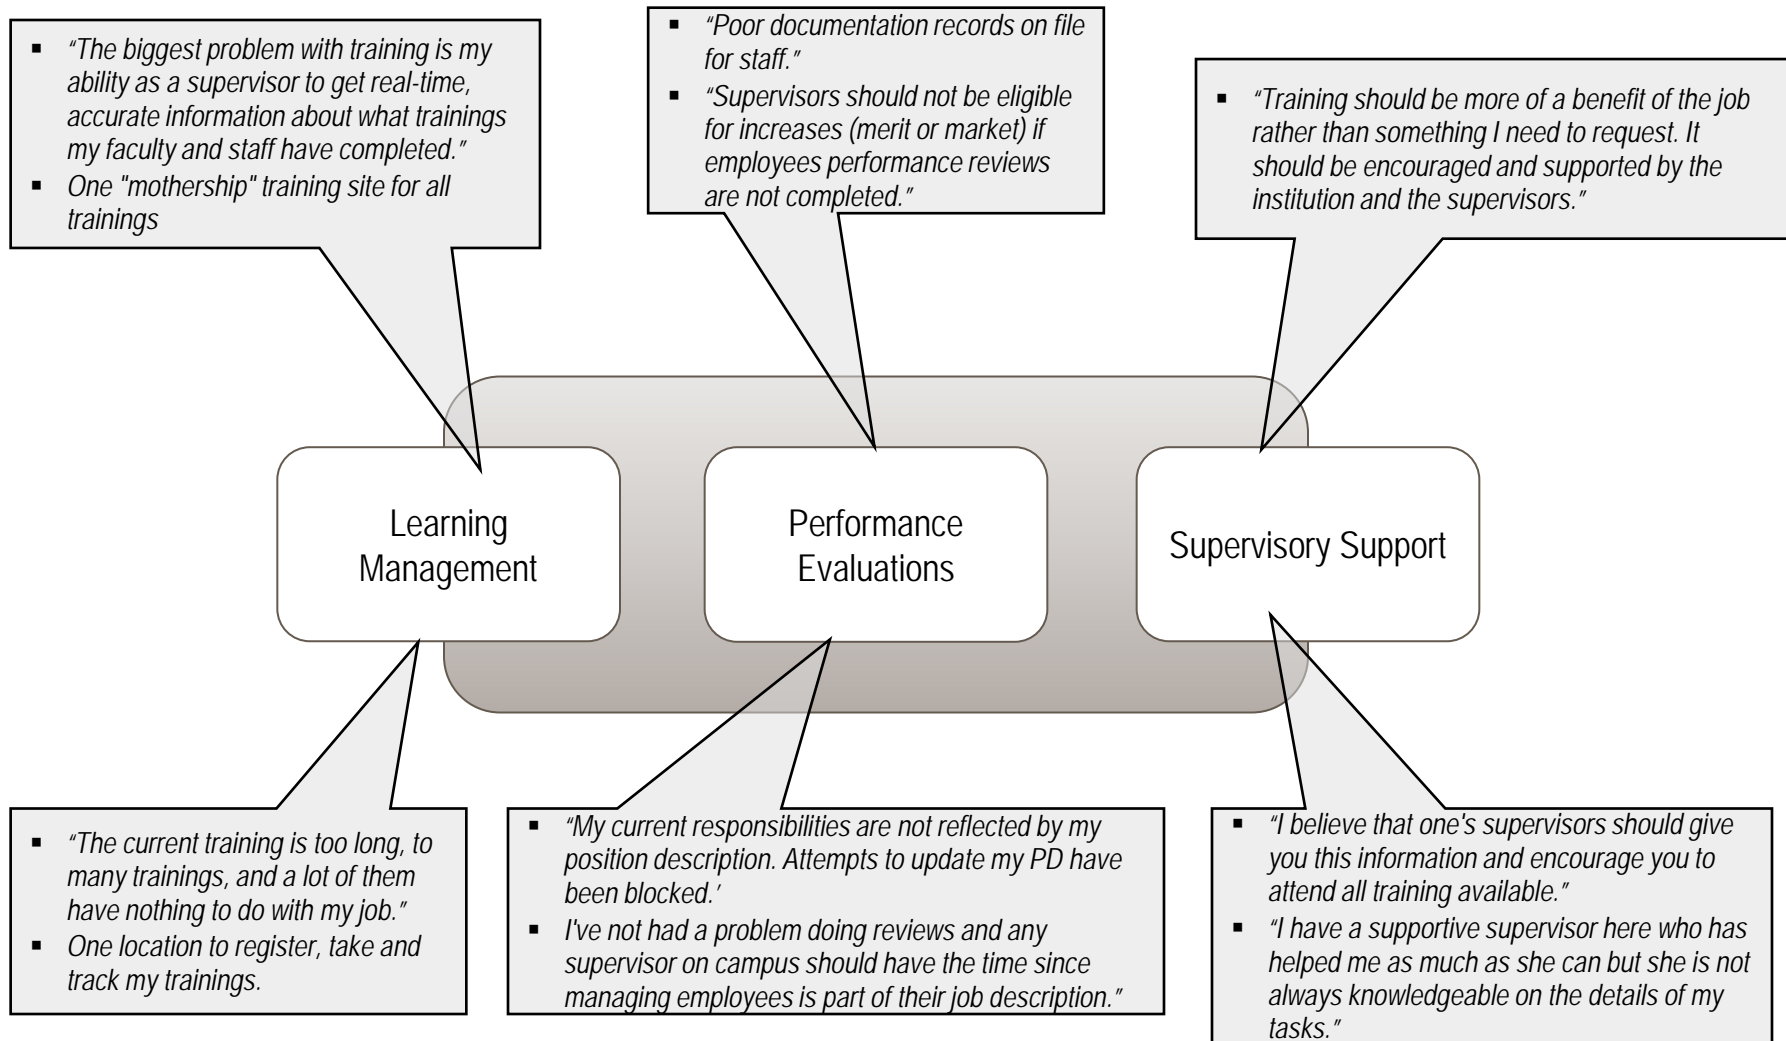 ▪ “The biggest problem with training is my
ability as a supervisor to get real-time,
accurate information about what trainings
my faculty and staff have completed.”
▪ One "mothership" training site for all
trainings
▪ “Poor documentation records on file
for staff.”
▪ “Supervisors should not be eligible
for increases (merit or market) if
employees performance reviews
are not completed.”
▪ “Training should be more of a benefit of the job
rather than something I need to request. It
should be encouraged and supported by the
institution and the supervisors.”
Learning
Management
Performance
Evaluations
Supervisory Support
▪ “The current training is too long, to
many trainings, and a lot of them
have nothing to do with my job.”
▪ One location to register, take and
track my trainings.
▪ “My current responsibilities are not reflected by my
position description. Attempts to update my PD have
been blocked.’
▪ I've not had a problem doing reviews and any
supervisor on campus should have the time since
managing employees is part of their job description.”
▪ “I believe that one's supervisors should give
you this information and encourage you to
attend all training available.”
▪ “I have a supportive supervisor here who has
helped me as much as she can but she is not
always knowledgeable on the details of my
tasks.”